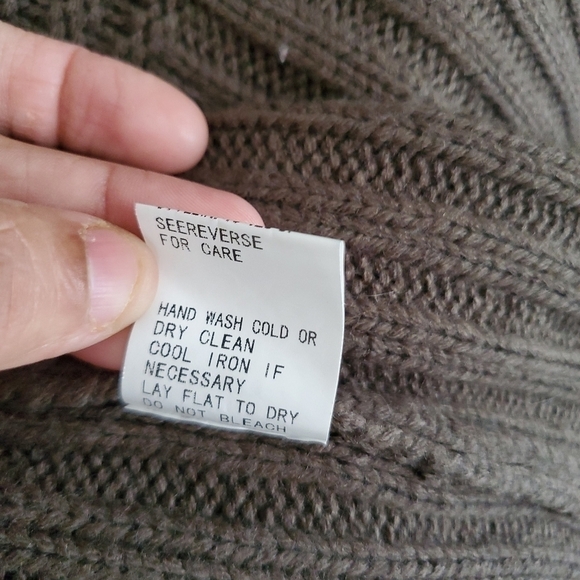 SEEREVERSE
FOR CARE
HAND WASH COLD OR
DRY CLEAN
COOL IRON IF
NECESSARY
LAY FLAT TO DRY
DO NOT BLEACH